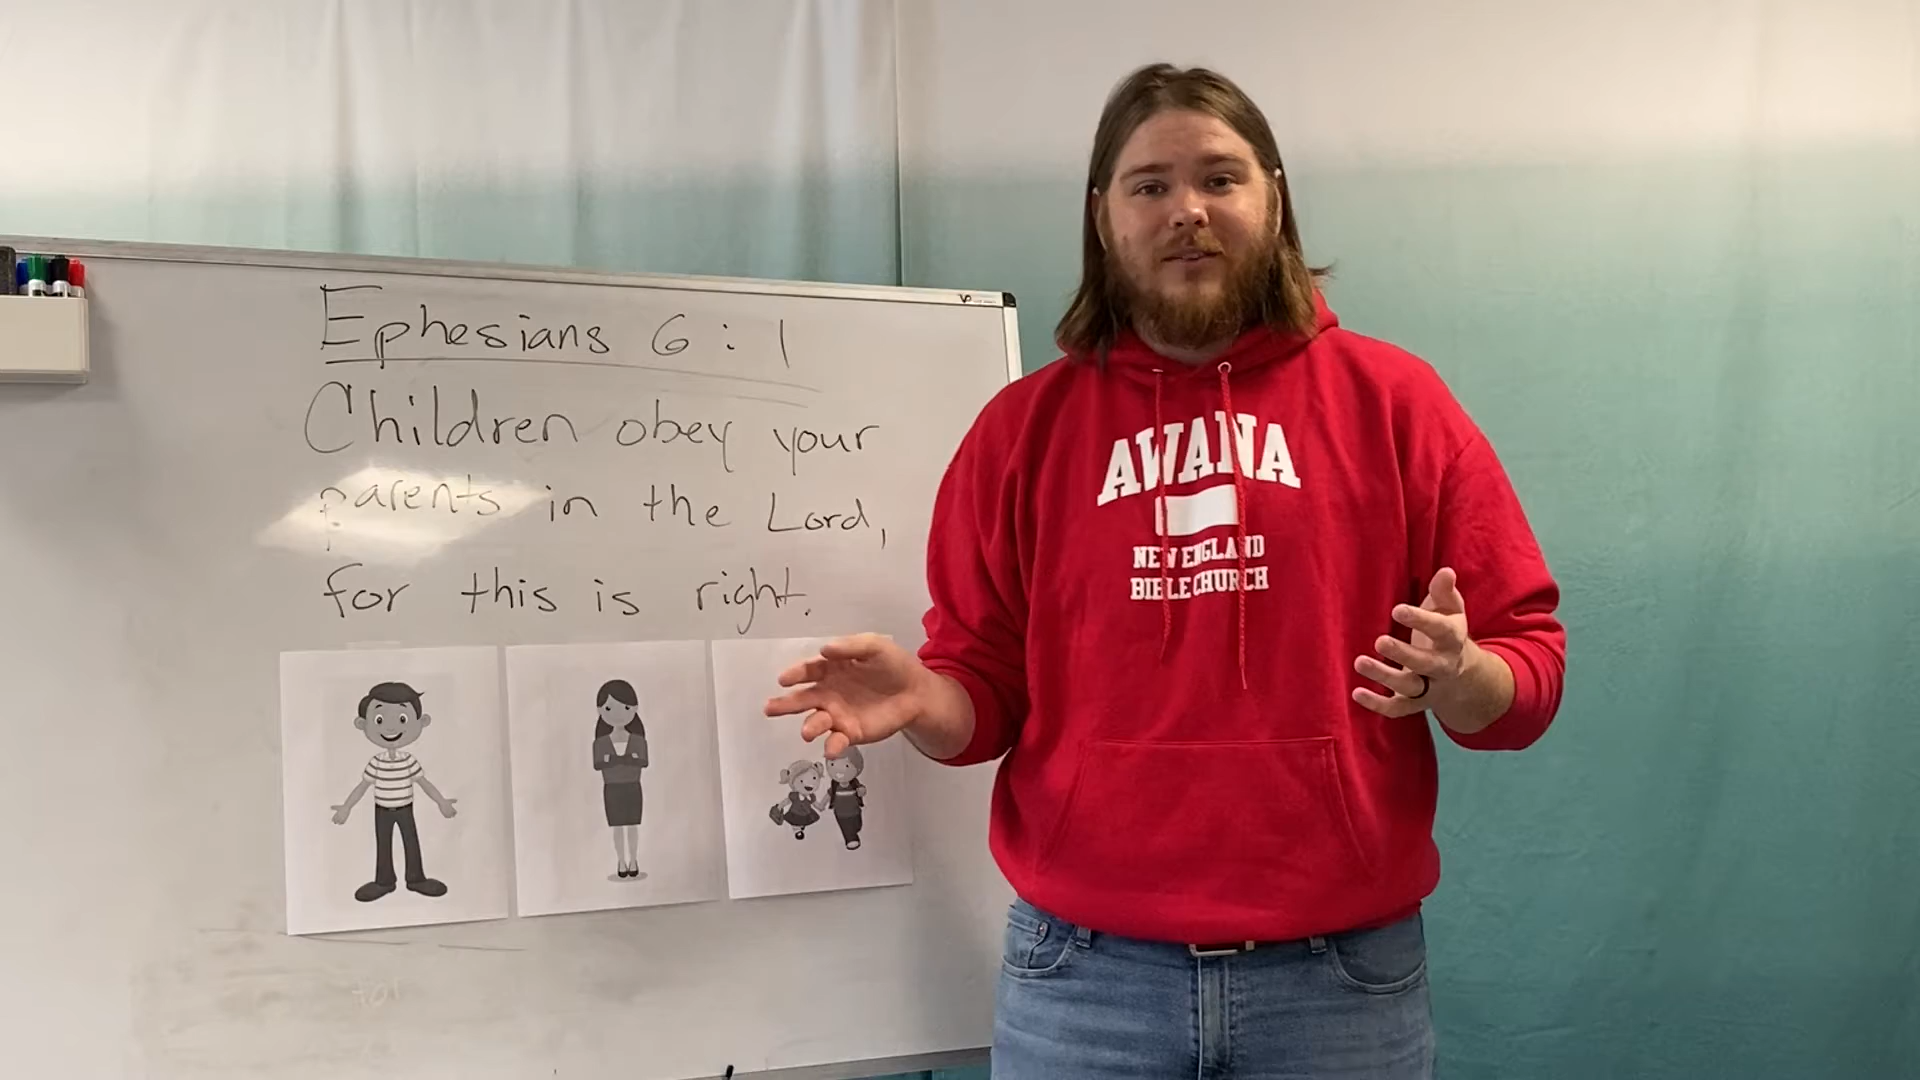 Ephesians 6:1
Children obey your
parents in the Lord,
for this is right.
AWANA
NEW ENGLAND
BIBLE CHURCH